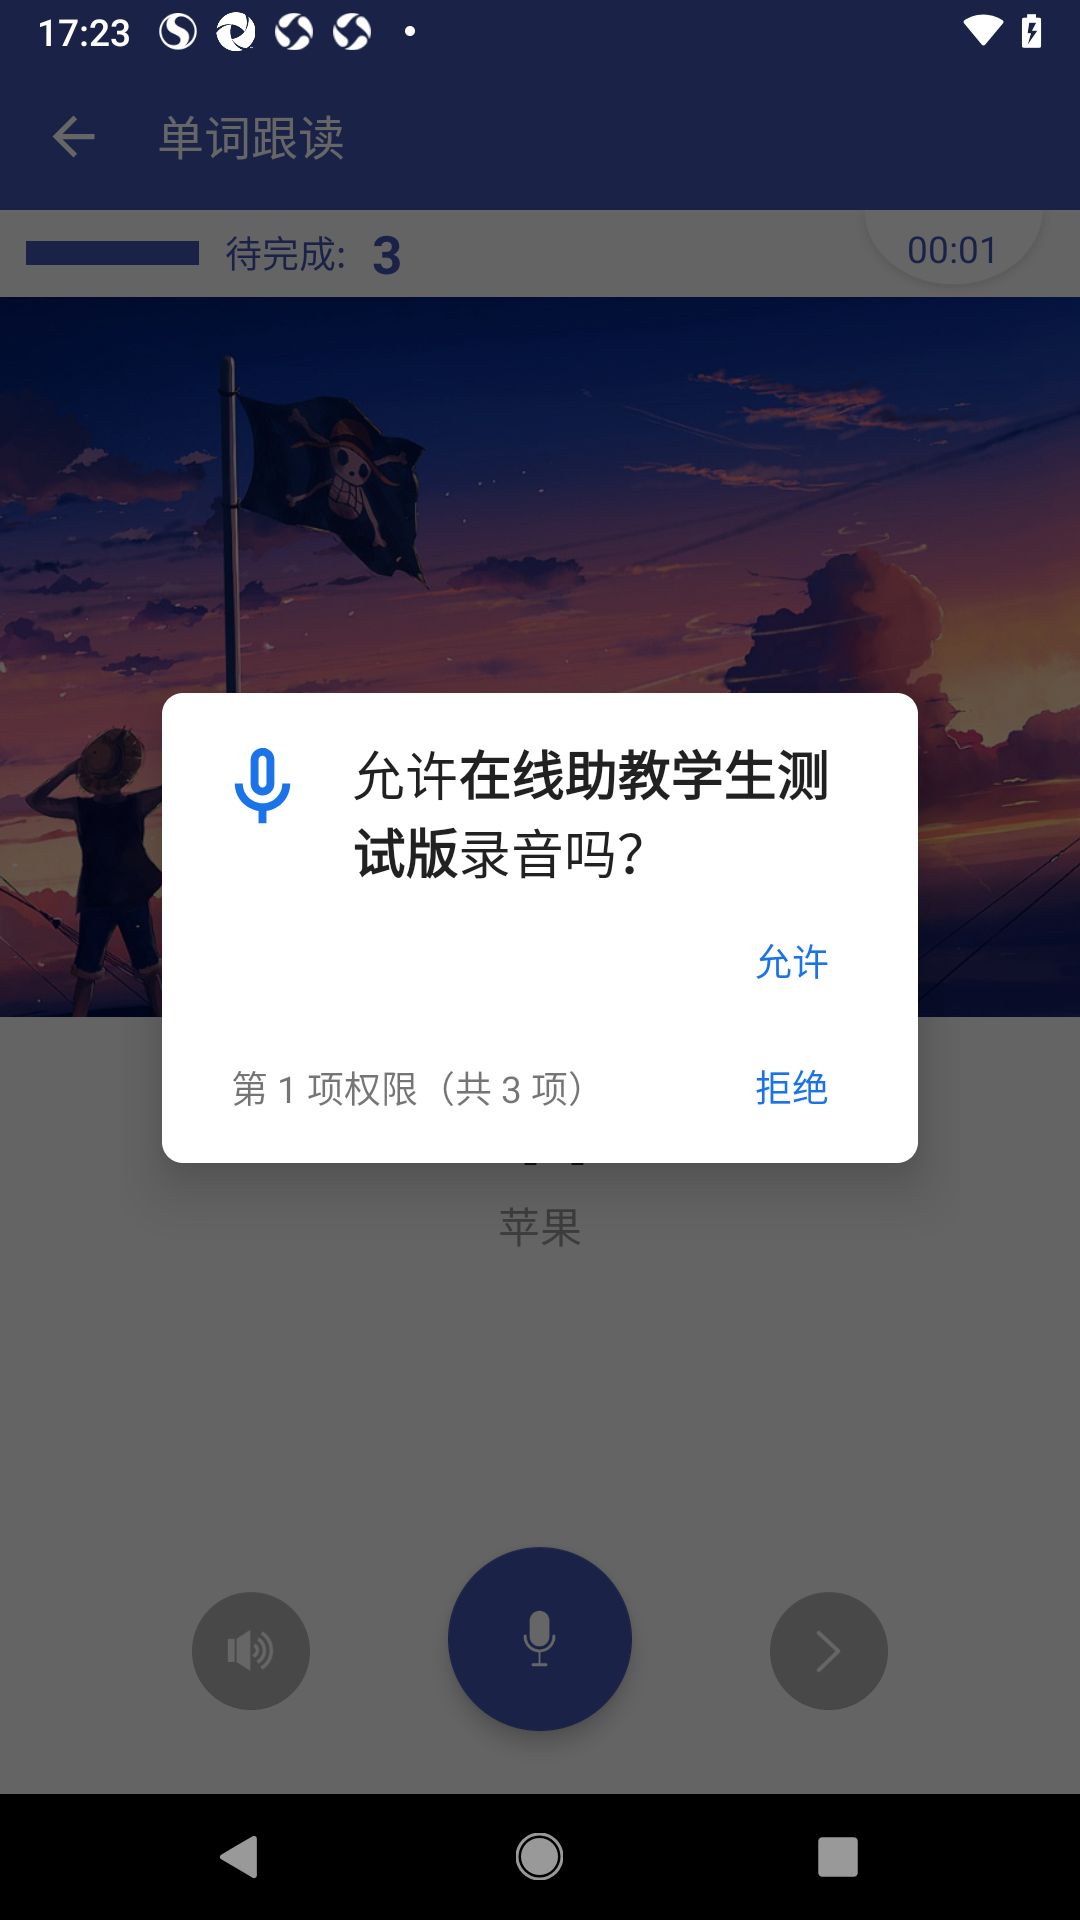 17:23
单词跟读
待完成: 3
00:01
允许在线助教学生测
试版录音吗？
允许
第 1 项权限（共 3 项）
拒绝
苹果